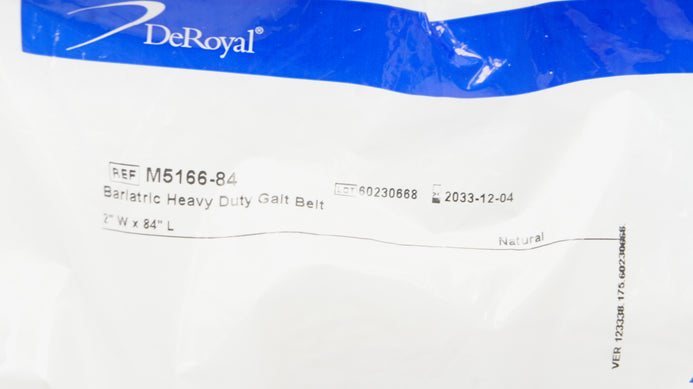 DeRoyal®
REF M5166-84
Bariatric Heavy Duty Gait Belt
2" W x 84" L
LOT 60230668
2033-12-04
Natural
VER 123338.175.60230668